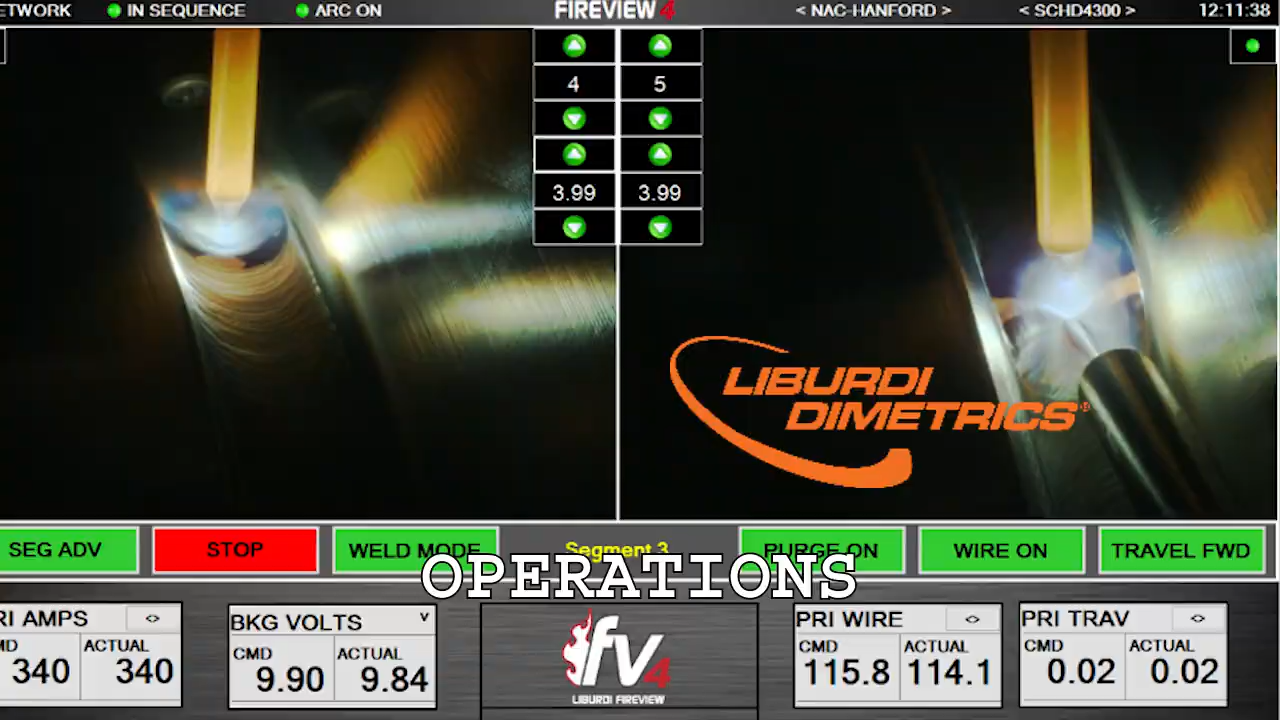 ETWORK IN SEQUENCE ARC ON FIREVIEW 4 < NAC-HANFORD > < SCHD4300 > 12:11:38
4 5
3.99 3.99
LIBURDI
DIMETRICS®
SEG ADV STOP WELD MODE Segment 3 PURGE ON WIRE ON TRAVEL FWD
OPERATIONS
RI AMPS <> BKG VOLTS v PRI WIRE <> PRI TRAV <>
MD ACTUAL CMD ACTUAL CMD ACTUAL CMD ACTUAL
340 340 9.90 9.84 115.8 114.1 0.02 0.02
fv4
LIBURDI FIREVIEW